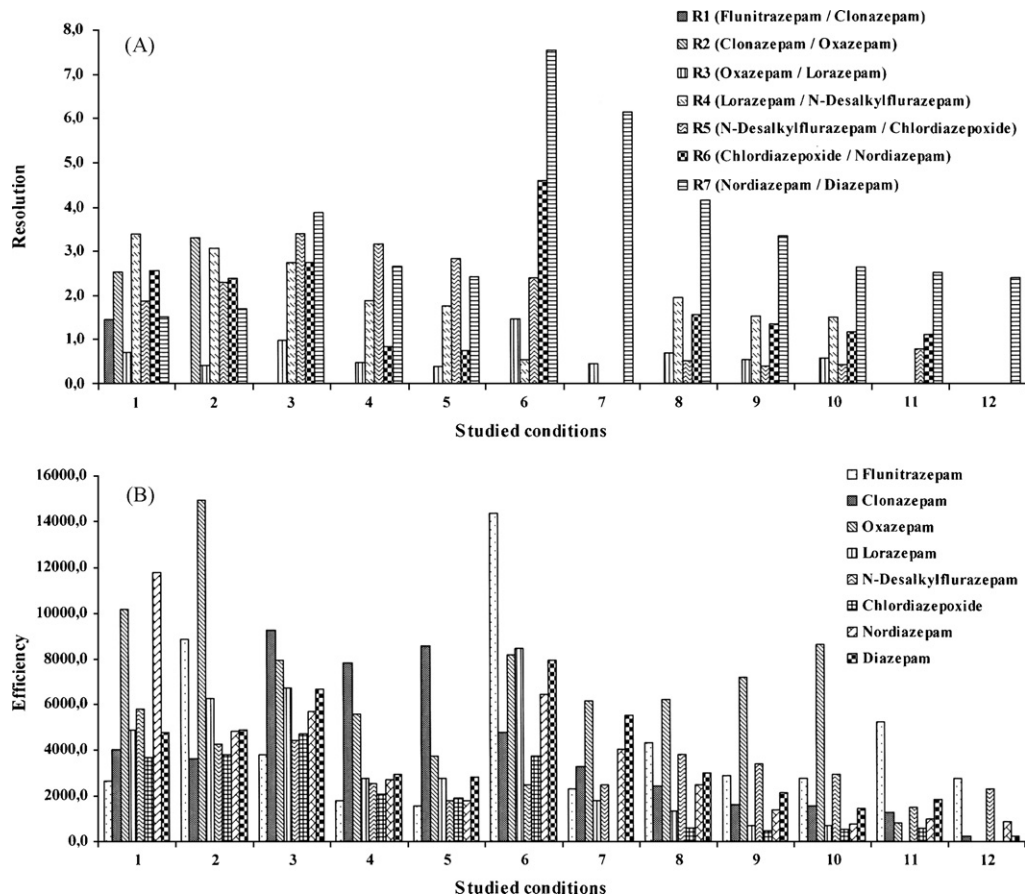 (A)
R1 (Flunitrazepam / Clonazepam)
R2 (Clonazepam / Oxazepam)
R3 (Oxazepam / Lorazepam)
R4 (Lorazepam / N-Desalkylflurazepam)
R5 (N-Desalkylflurazepam / Chlordiazepoxide)
R6 (Chlordiazepoxide / Nordiazepam)
R7 (Nordiazepam / Diazepam)
Resolution
8,0
7,0
6,0
5,0
4,0
3,0
2,0
1,0
0,0
1 2 3 4 5 6 7 8 9 10 11 12
Studied conditions
(B)
Flunitrazepam
Clonazepam
Oxazepam
Lorazepam
N-Desalkylflurazepam
Chlordiazepoxide
Nordiazepam
Diazepam
Efficiency
16000,0
14000,0
12000,0
10000,0
8000,0
6000,0
4000,0
2000,0
0,0
1 2 3 4 5 6 7 8 9 10 11 12
Studied conditions